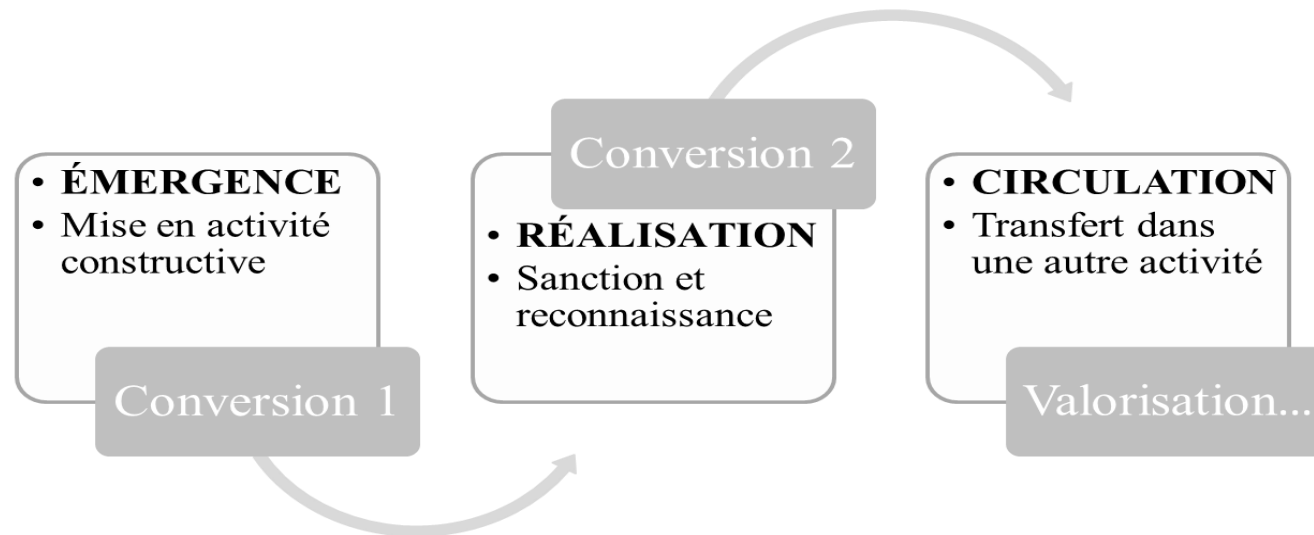 • ÉMERGENCE
• Mise en activité
constructive
Conversion 1
Conversion 2
• RÉALISATION
• Sanction et
reconnaissance
• CIRCULATION
• Transfert dans
une autre activité
Valorisation...